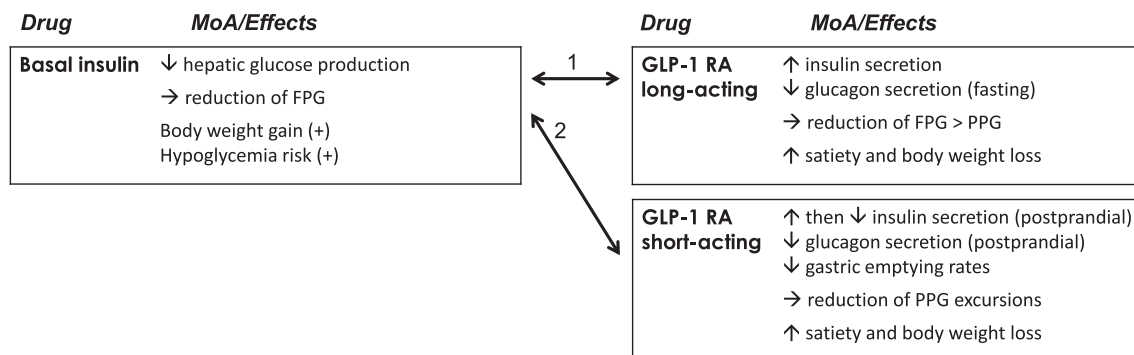 Drug MoA/Effects
Basal insulin ↓ hepatic glucose production
→ reduction of FPG
Body weight gain (+)
Hypoglycemia risk (+)
1
2
Drug MoA/Effects
GLP-1 RA ↑ insulin secretion
long-acting ↓ glucagon secretion (fasting)
→ reduction of FPG > PPG
↑ satiety and body weight loss
GLP-1 RA ↑ then ↓ insulin secretion (postprandial)
short-acting ↓ glucagon secretion (postprandial)
↓ gastric emptying rates
→ reduction of PPG excursions
↑ satiety and body weight loss